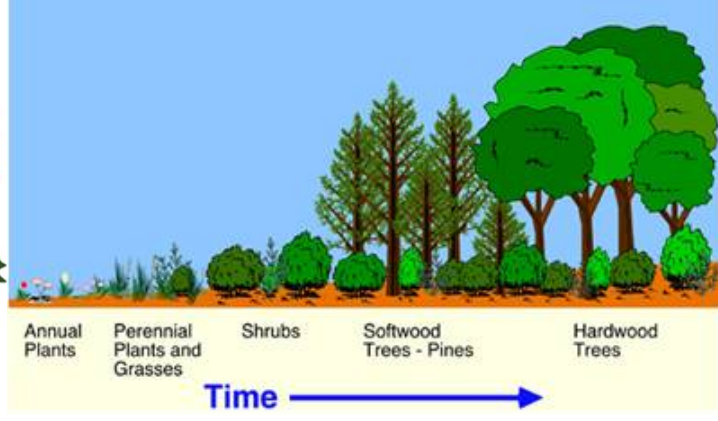 Annual
Plants
Perennial
Plants and
Grasses
Shrubs
Softwood
Trees - Pines
Hardwood
Trees
Time